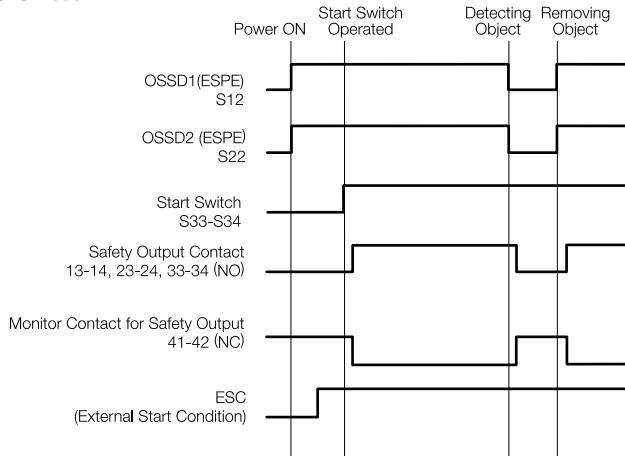 Power ON
Start Switch
Operated
Detecting
Object
Removing
Object
OSSD1(ESPE)
S12
OSSD2 (ESPE)
S22
Start Switch
S33-S34
Safety Output Contact
13-14, 23-24, 33-34 (NO)
Monitor Contact for Safety Output
41-42 (NC)
ESC
(External Start Condition)